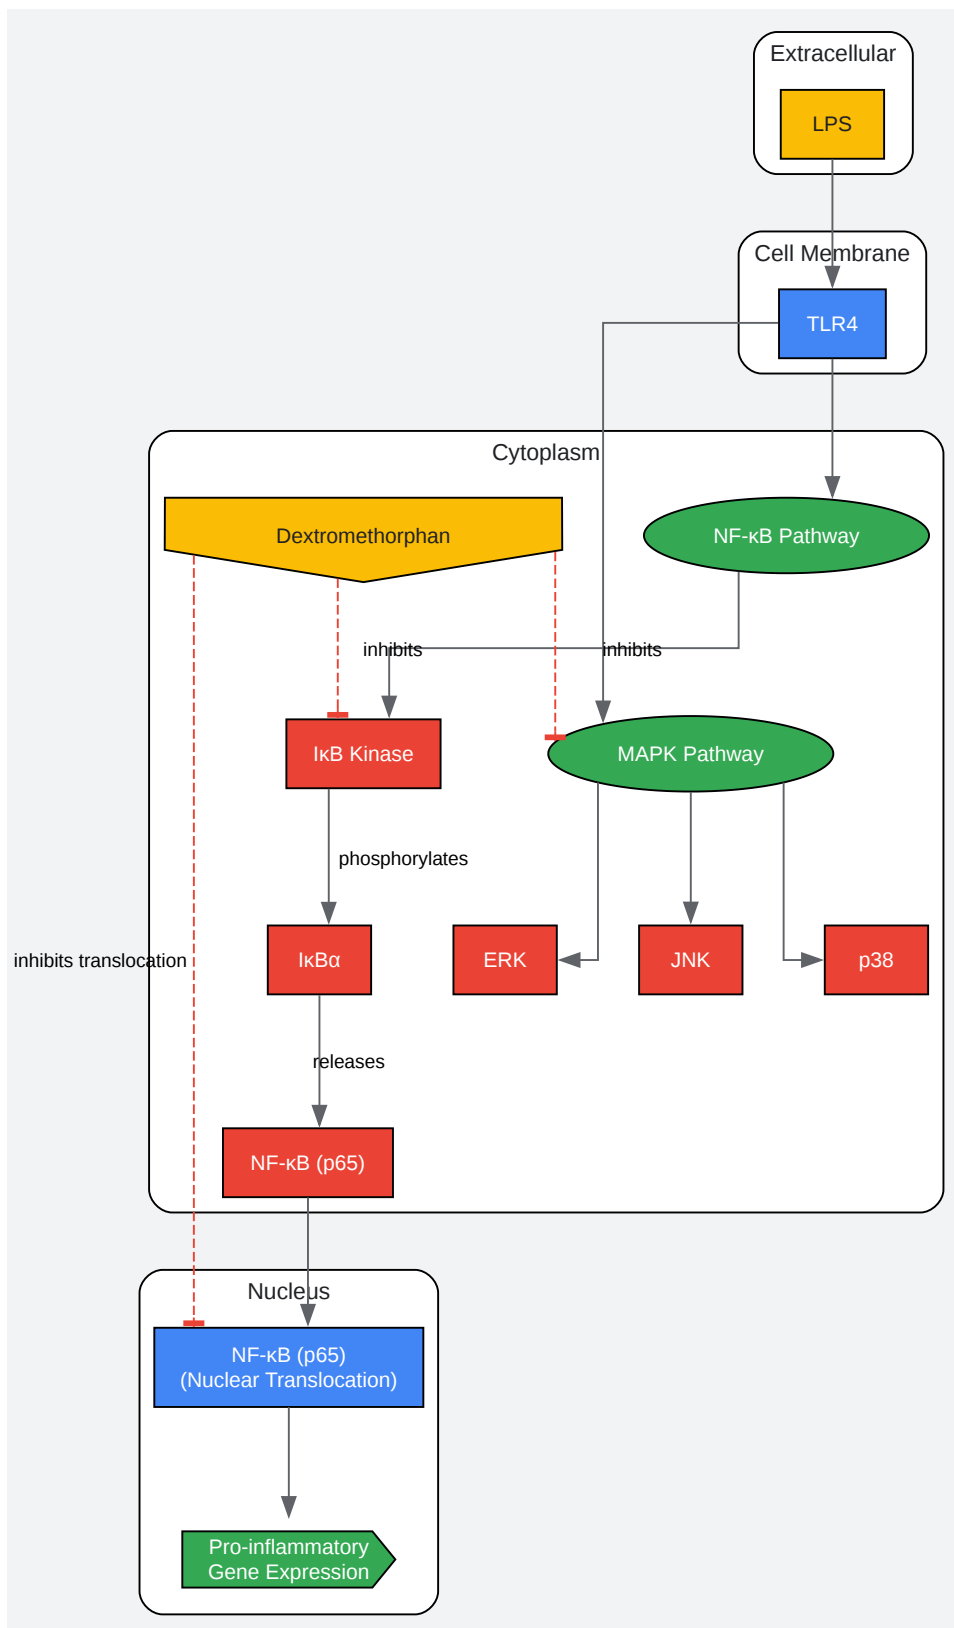 Extracellular
LPS
Cell Membrane
TLR4
Cytoplasm
Dextromethorphan
NF-κB Pathway
inhibits
inhibits
IκB Kinase
MAPK Pathway
phosphorylates
inhibits translocation
IκBα
ERK
JNK
p38
releases
NF-κB (p65)
Nucleus
NF-κB (p65)
(Nuclear Translocation)
Pro-inflammatory
Gene Expression